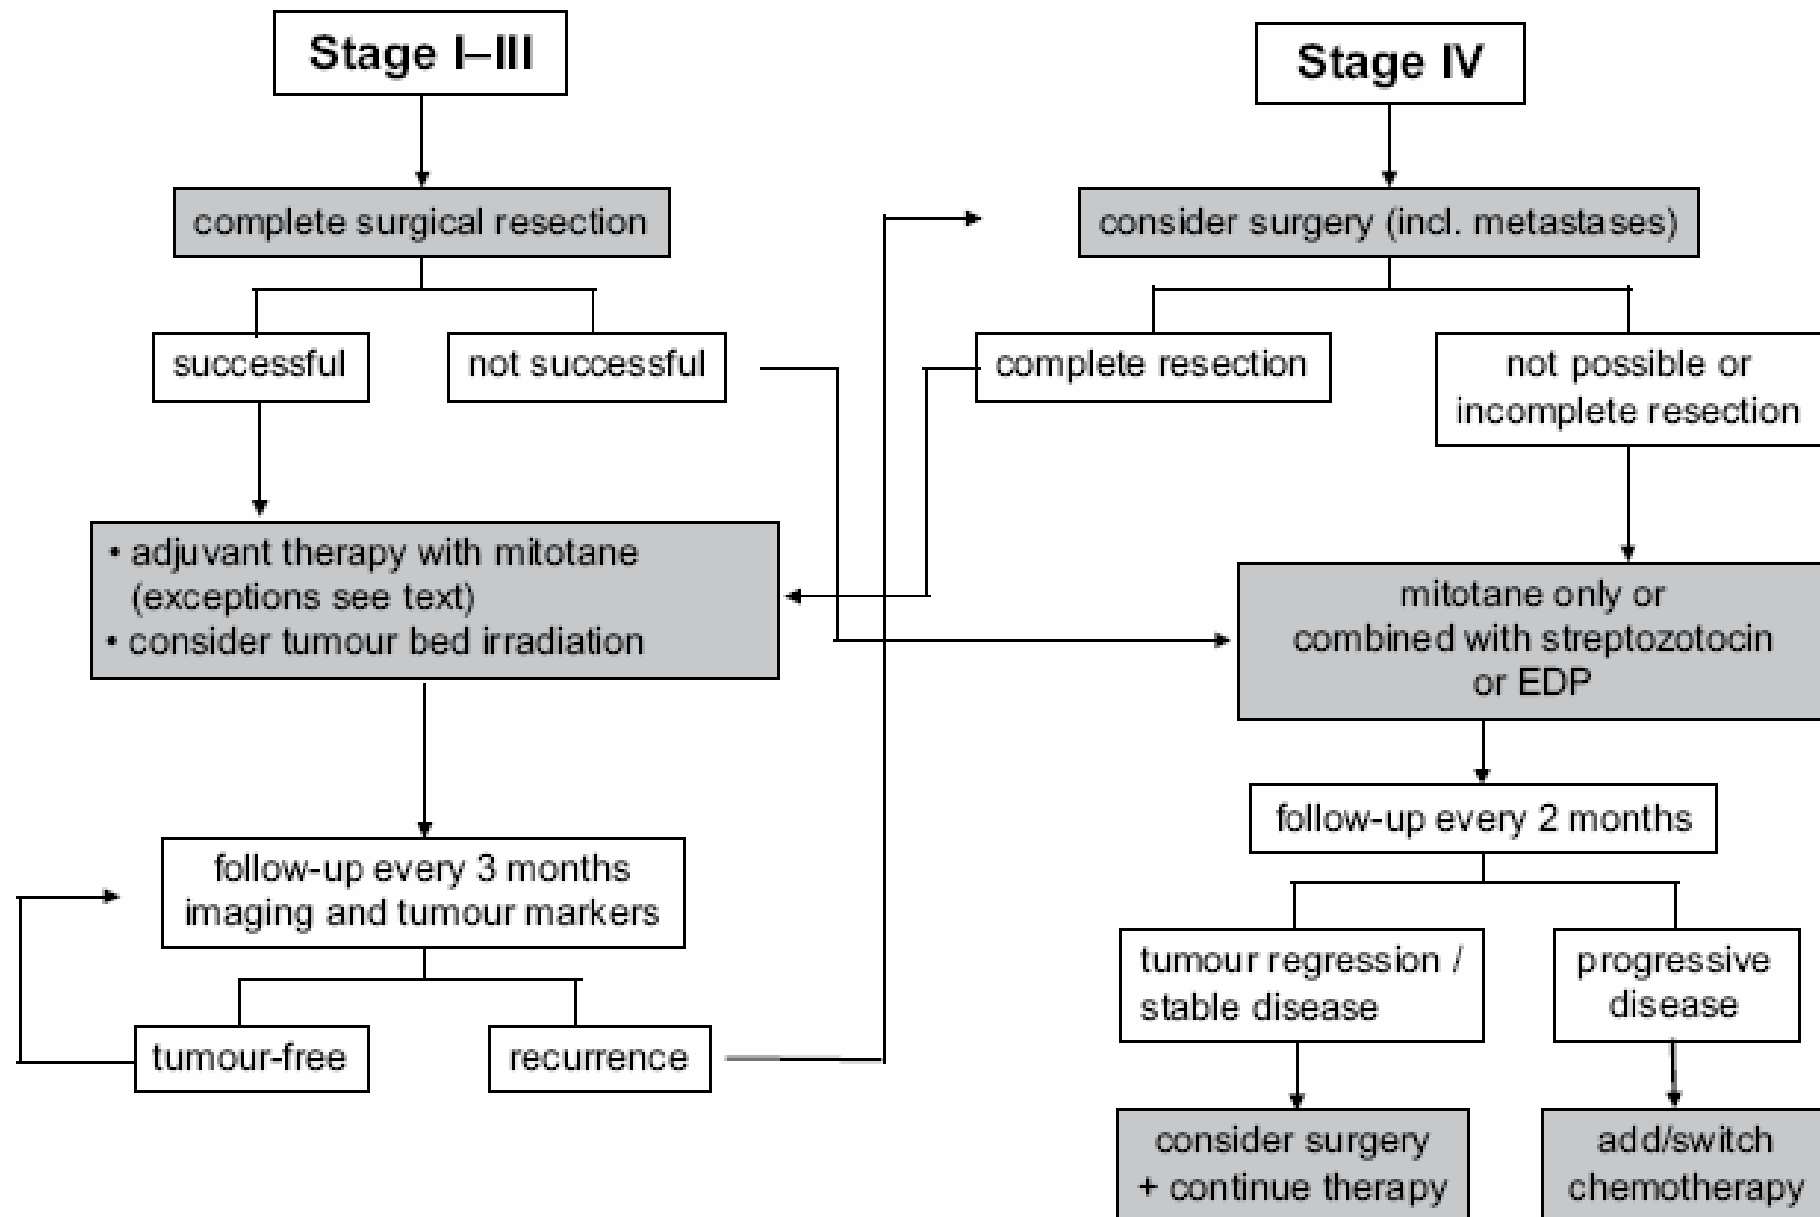 Stage I–III
complete surgical resection
successful
not successful
• adjuvant therapy with mitotane
(exceptions see text)
• consider tumour bed irradiation
follow-up every 3 months
imaging and tumour markers
tumour-free
recurrence
Stage IV
consider surgery (incl. metastases)
complete resection
not possible or
incomplete resection
mitotane only or
combined with streptozotocin
or EDP
follow-up every 2 months
tumour regression /
stable disease
progressive
disease
consider surgery
+ continue therapy
add/switch
chemotherapy